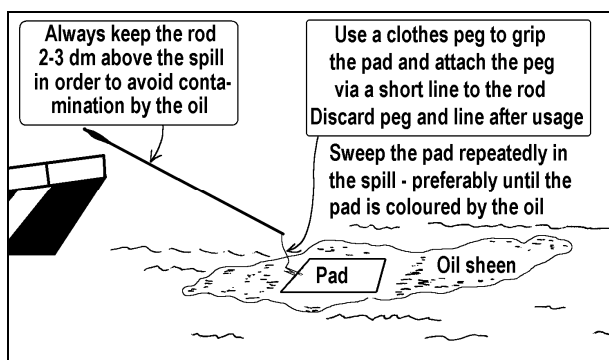 Always keep the rod
2-3 dm above the spill
in order to avoid conta-
mination by the oil
Use a clothes peg to grip
the pad and attach the peg
via a short line to the rod
Discard peg and line after usage
Sweep the pad repeatedly in
the spill - preferably until the
pad is coloured by the oil
Pad
Oil sheen